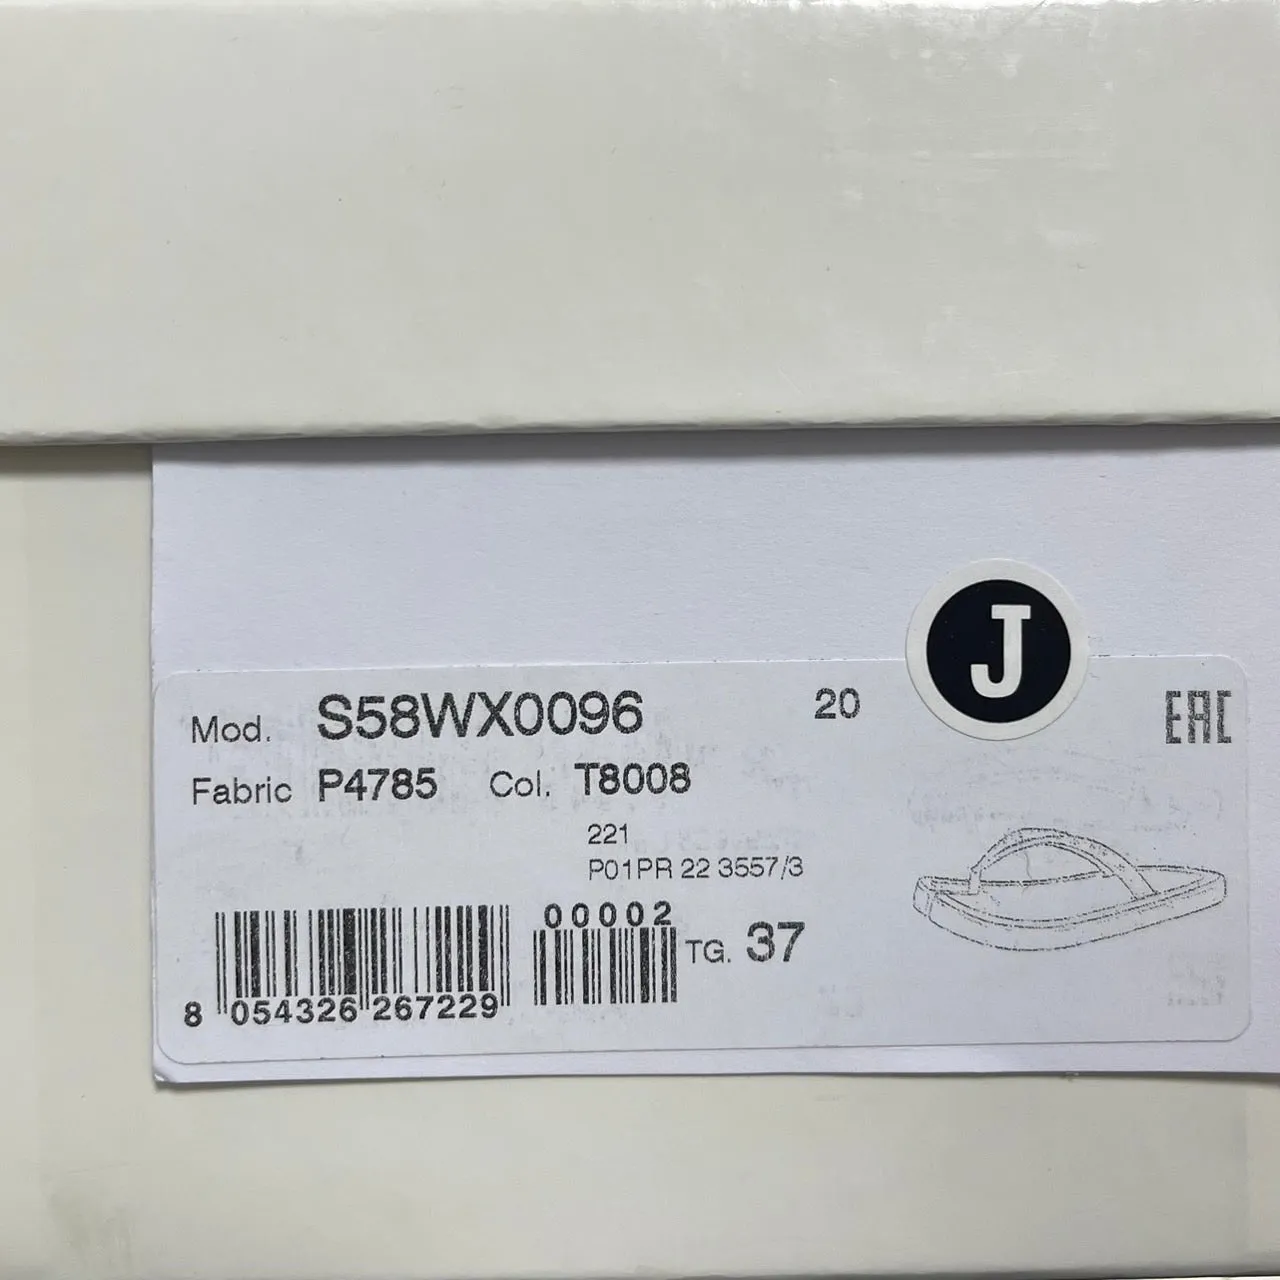 J
Mod. S58WX0096 20 EAC
Fabric P4785 Col. T8008
221
P01PR 22 3557/3
00002
TG. 37
8 054326 267229